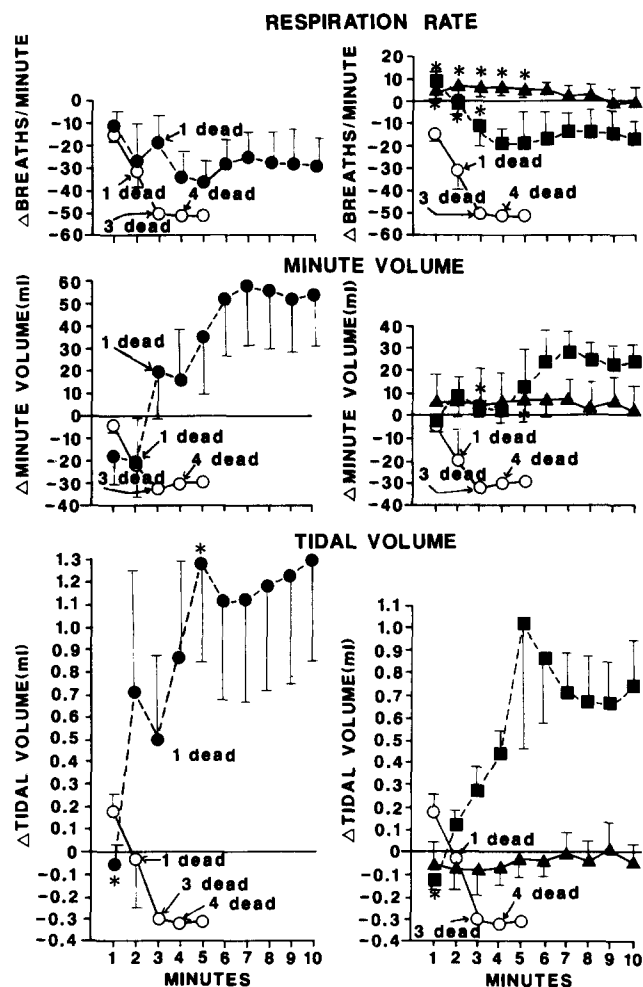 RESPIRATION RATE
ΔBREATHS/MINUTE
20
10
0
-10
-20
-30
-40
-50
-60
1 dead
1 dead
3 dead
4 dead
ΔBREATHS/MINUTE
20
10
0
-10
-20
-30
-40
-50
-60
* * * * *
* * *
1 dead
4 dead
3 dead
MINUTE VOLUME
ΔMINUTE VOLUME(ml)
60
50
40
30
20
10
0
-10
-20
-30
-40
1 dead
1 dead
4 dead
3 dead
ΔMINUTE VOLUME(ml)
40
30
20
10
0
-10
-20
-30
-40
*
*
1 dead
4 dead
3 dead
TIDAL VOLUME
ΔTIDAL VOLUME(ml)
1.3
1.2
1.1
1.0
0.9
0.8
0.7
0.6
0.5
0.4
0.3
0.2
0.1
0
-0.1
-0.2
-0.3
-0.4
*
1 dead
*
1 dead
3 dead
4 dead
1 2 3 4 5 6 7 8 9 10
MINUTES
ΔTIDAL VOLUME(ml)
1.1
1.0
0.9
0.8
0.7
0.6
0.5
0.4
0.3
0.2
0.1
0
-0.1
-0.2
-0.3
-0.4
*
1 dead
4 dead
3 dead
1 2 3 4 5 6 7 8 9 10
MINUTES